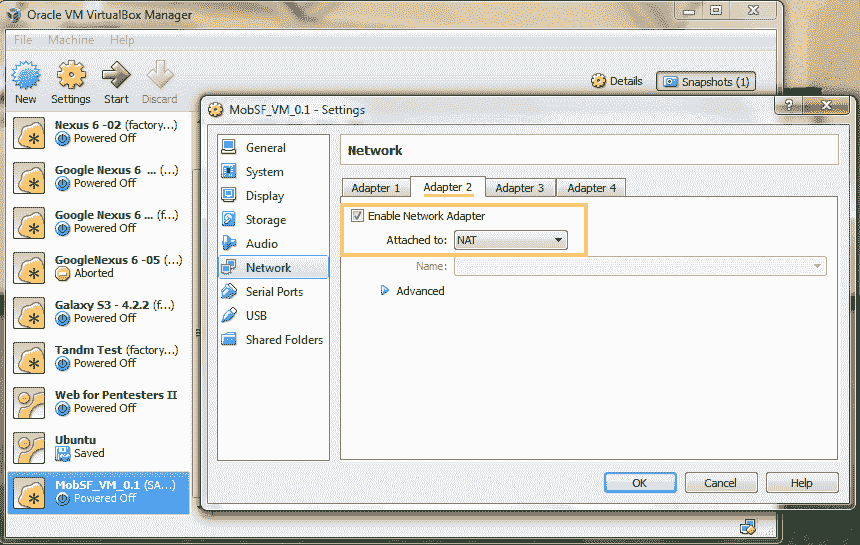 Oracle VM VirtualBox Manager
File Machine Help
New Settings Start Discard
Details Snapshots (1)
Nexus 6 -02 (factory...)
Powered Off
Google Nexus 6 ... (...)
Powered Off
Google Nexus 6 ... (f...)
Powered Off
GoogleNexus 6 -05 (...)
Aborted
Galaxy S3 - 4.2.2 (f...)
Powered Off
Tandm Test (factory...)
Powered Off
Web for Pentesters II
Powered Off
Ubuntu
Saved
MobSF_VM_0.1 (SA...)
Powered Off
MobSF_VM_0.1 - Settings
General
System
Display
Storage
Audio
Network
Serial Ports
USB
Shared Folders
Network
Adapter 1 Adapter 2 Adapter 3 Adapter 4
Enable Network Adapter
Attached to: NAT
Name:
Advanced
OK Cancel Help